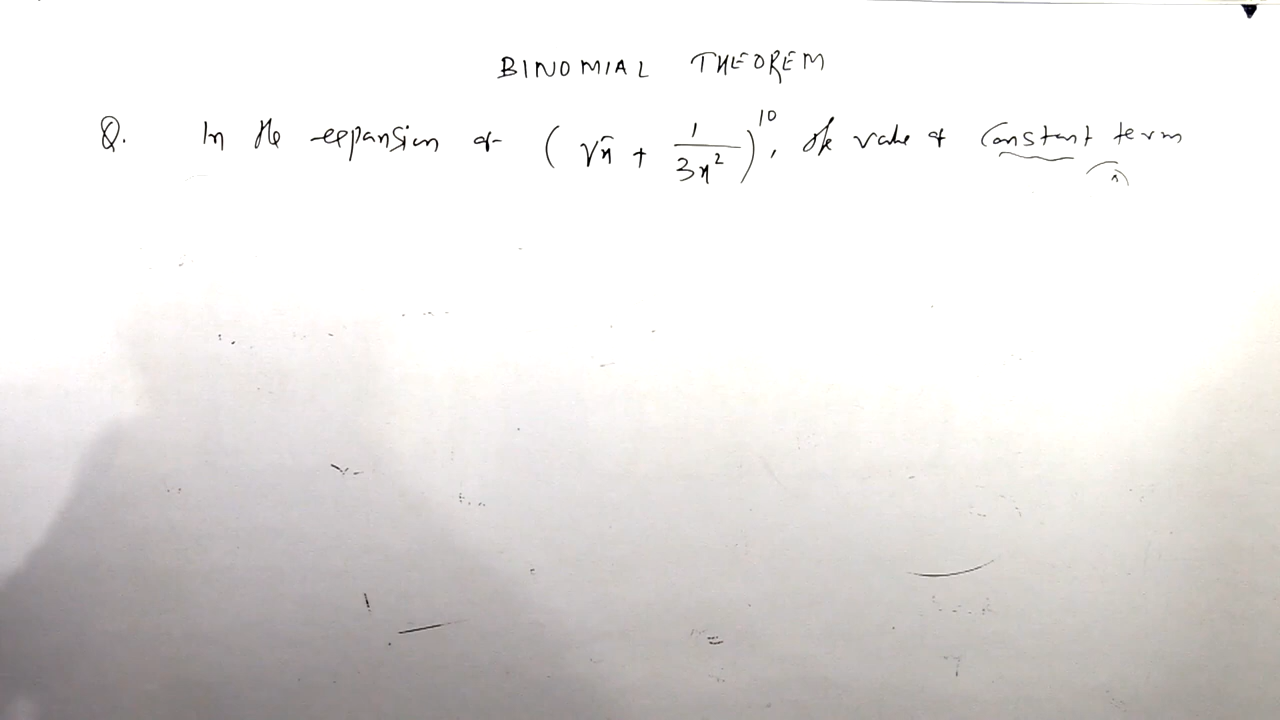 BINOMIAL THEOREM
Q. In the expansion of (√x + 1/3x²)¹⁰, the value of Constant term